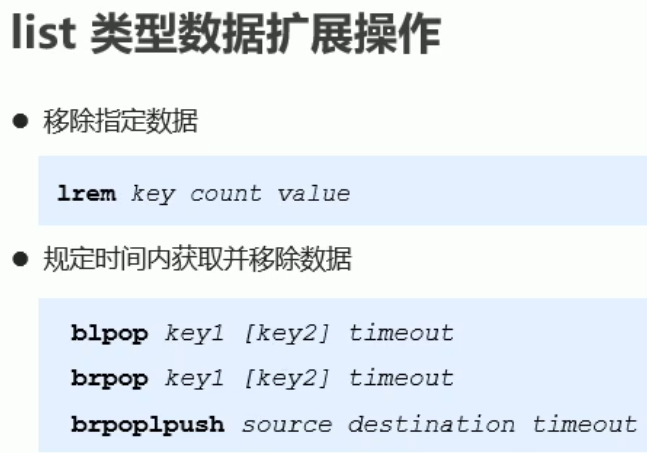 list 类型数据扩展操作
● 移除指定数据
lrem key count value
● 规定时间内获取并移除数据
blpop key1 [key2] timeout
brpop key1 [key2] timeout
brpoplpush source destination timeout